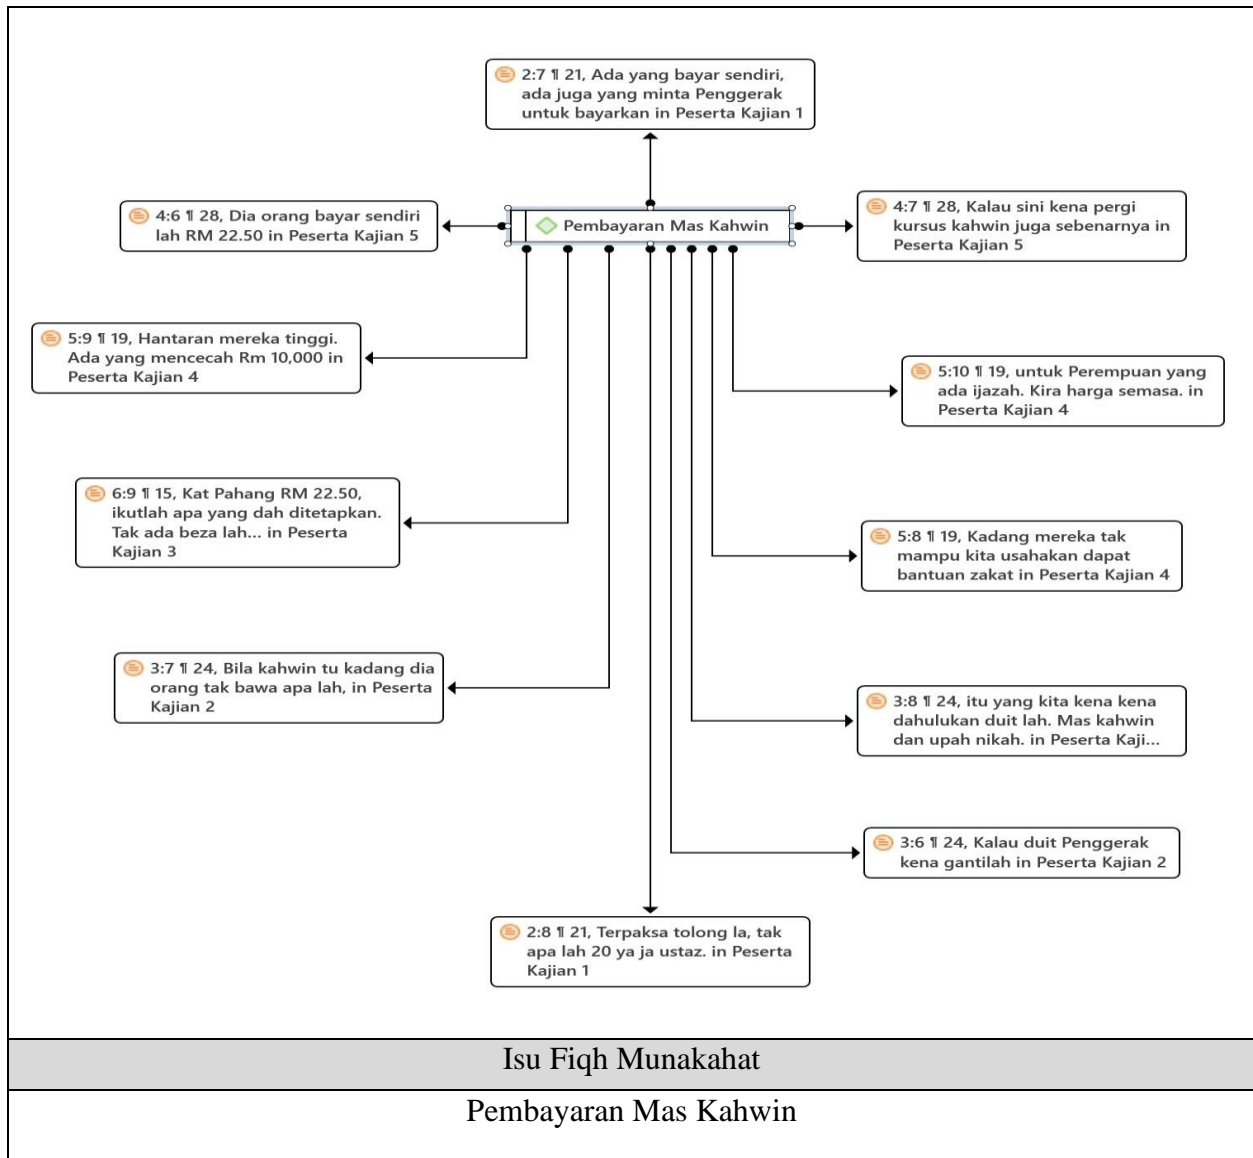 2:7 ¶ 21, Ada yang bayar sendiri,
ada juga yang minta Penggerak
untuk bayarkan in Peserta Kajian 1
4:6 ¶ 28, Dia orang bayar sendiri
lah RM 22.50 in Peserta Kajian 5
Pembayaran Mas Kahwin
4:7 ¶ 28, Kalau sini kena pergi
kursus kahwin juga sebenarnya in
Peserta Kajian 5
5:9 ¶ 19, Hantaran mereka tinggi.
Ada yang mencecah Rm 10,000 in
Peserta Kajian 4
5:10 ¶ 19, untuk Perempuan yang
ada ijazah. Kira harga semasa. in
Peserta Kajian 4
6:9 ¶ 15, Kat Pahang RM 22.50,
ikutlah apa yang dah ditetapkan.
Tak ada beza lah... in Peserta
Kajian 3
5:8 ¶ 19, Kadang mereka tak
mampu kita usahakan dapat
bantuan zakat in Peserta Kajian 4
3:7 ¶ 24, Bila kahwin tu kadang dia
orang tak bawa apa lah, in Peserta
Kajian 2
3:8 ¶ 24, itu yang kita kena kena
dahulukan duit lah. Mas kahwin
dan upah nikah. in Peserta Kaji...
3:6 ¶ 24, Kalau duit Penggerak
kena gantilah in Peserta Kajian 2
2:8 ¶ 21, Terpaksa tolong la, tak
apa lah 20 ya ja ustaz. in Peserta
Kajian 1
Isu Fiqh Munakahat
Pembayaran Mas Kahwin